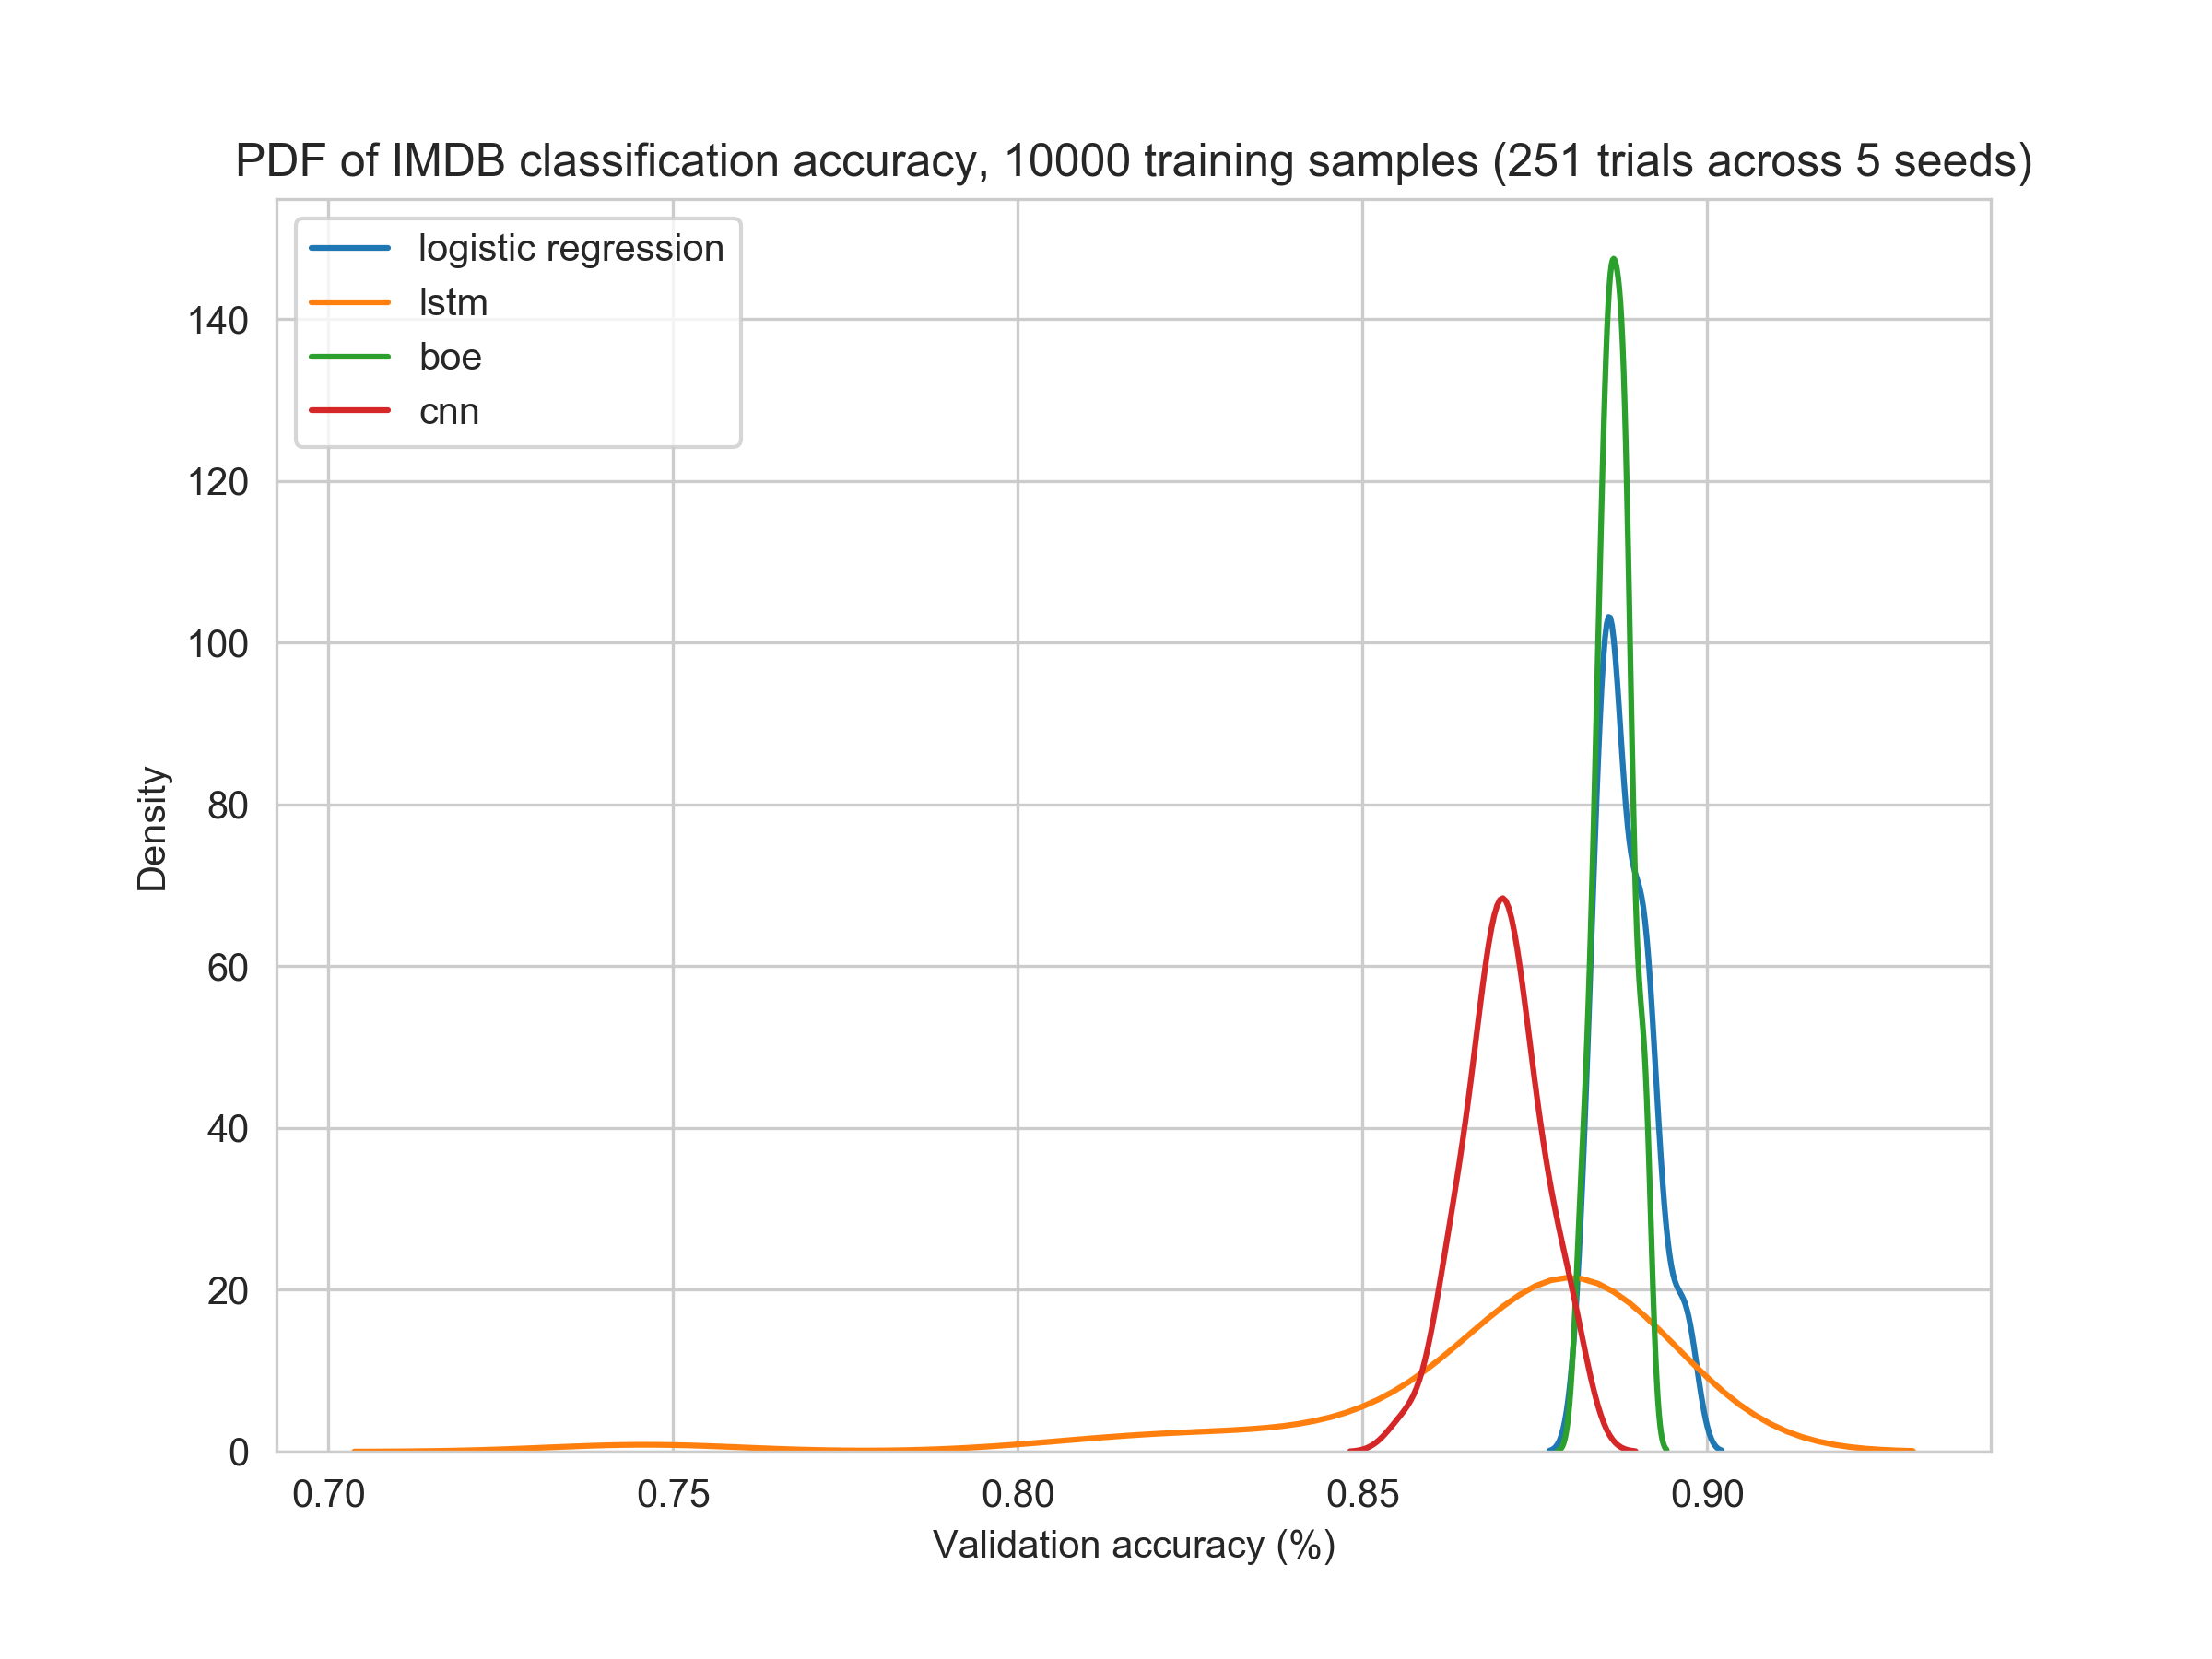 PDF of IMDB classification accuracy, 10000 training samples (251 trials across 5 seeds)
logistic regression
lstm
boe
cnn
140
120
100
80
60
40
20
0
Density
0.70 0.75 0.80 0.85 0.90
Validation accuracy (%)